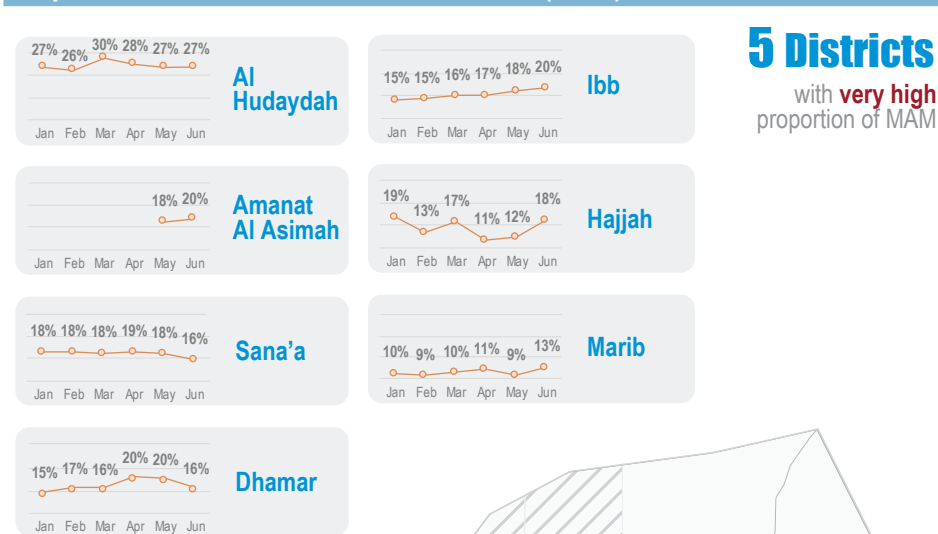 27% 26% 30% 28% 27% 27%
Al
Hudaydah
Jan Feb Mar Apr May Jun
15% 15% 16% 17% 18% 20%
Ibb
Jan Feb Mar Apr May Jun
5 Districts
with very high
proportion of MAM
18% 20%
Amanat
Al Asimah
Jan Feb Mar Apr May Jun
19% 13% 17% 11% 12% 18%
Hajjah
Jan Feb Mar Apr May Jun
18% 18% 18% 19% 18% 16%
Sana’a
Jan Feb Mar Apr May Jun
10% 9% 10% 11% 9% 13%
Marib
Jan Feb Mar Apr May Jun
15% 17% 16% 20% 20% 16%
Dhamar
Jan Feb Mar Apr May Jun